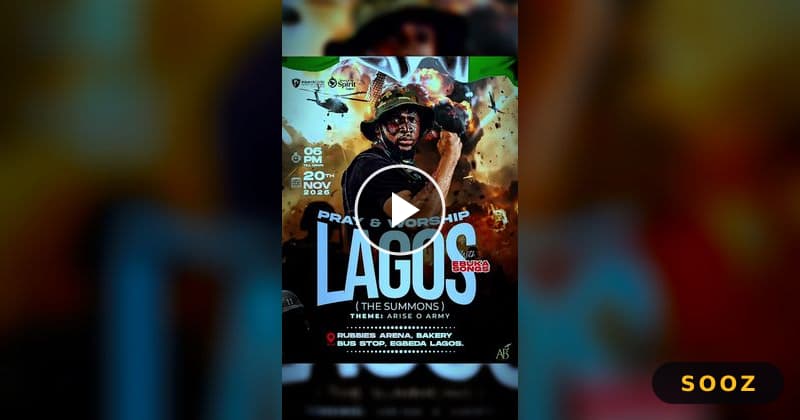 Spirit
06
PM
20TH
NOV
2026
PRAY & WORSHIP
LAGOS
EBUKA
SONGS
( THE SUMMONS )
THEME: ARISE O ARMY
RUBBIES ARENA, BAKERY
BUS STOP, EGBEDA LAGOS.
SOOZ